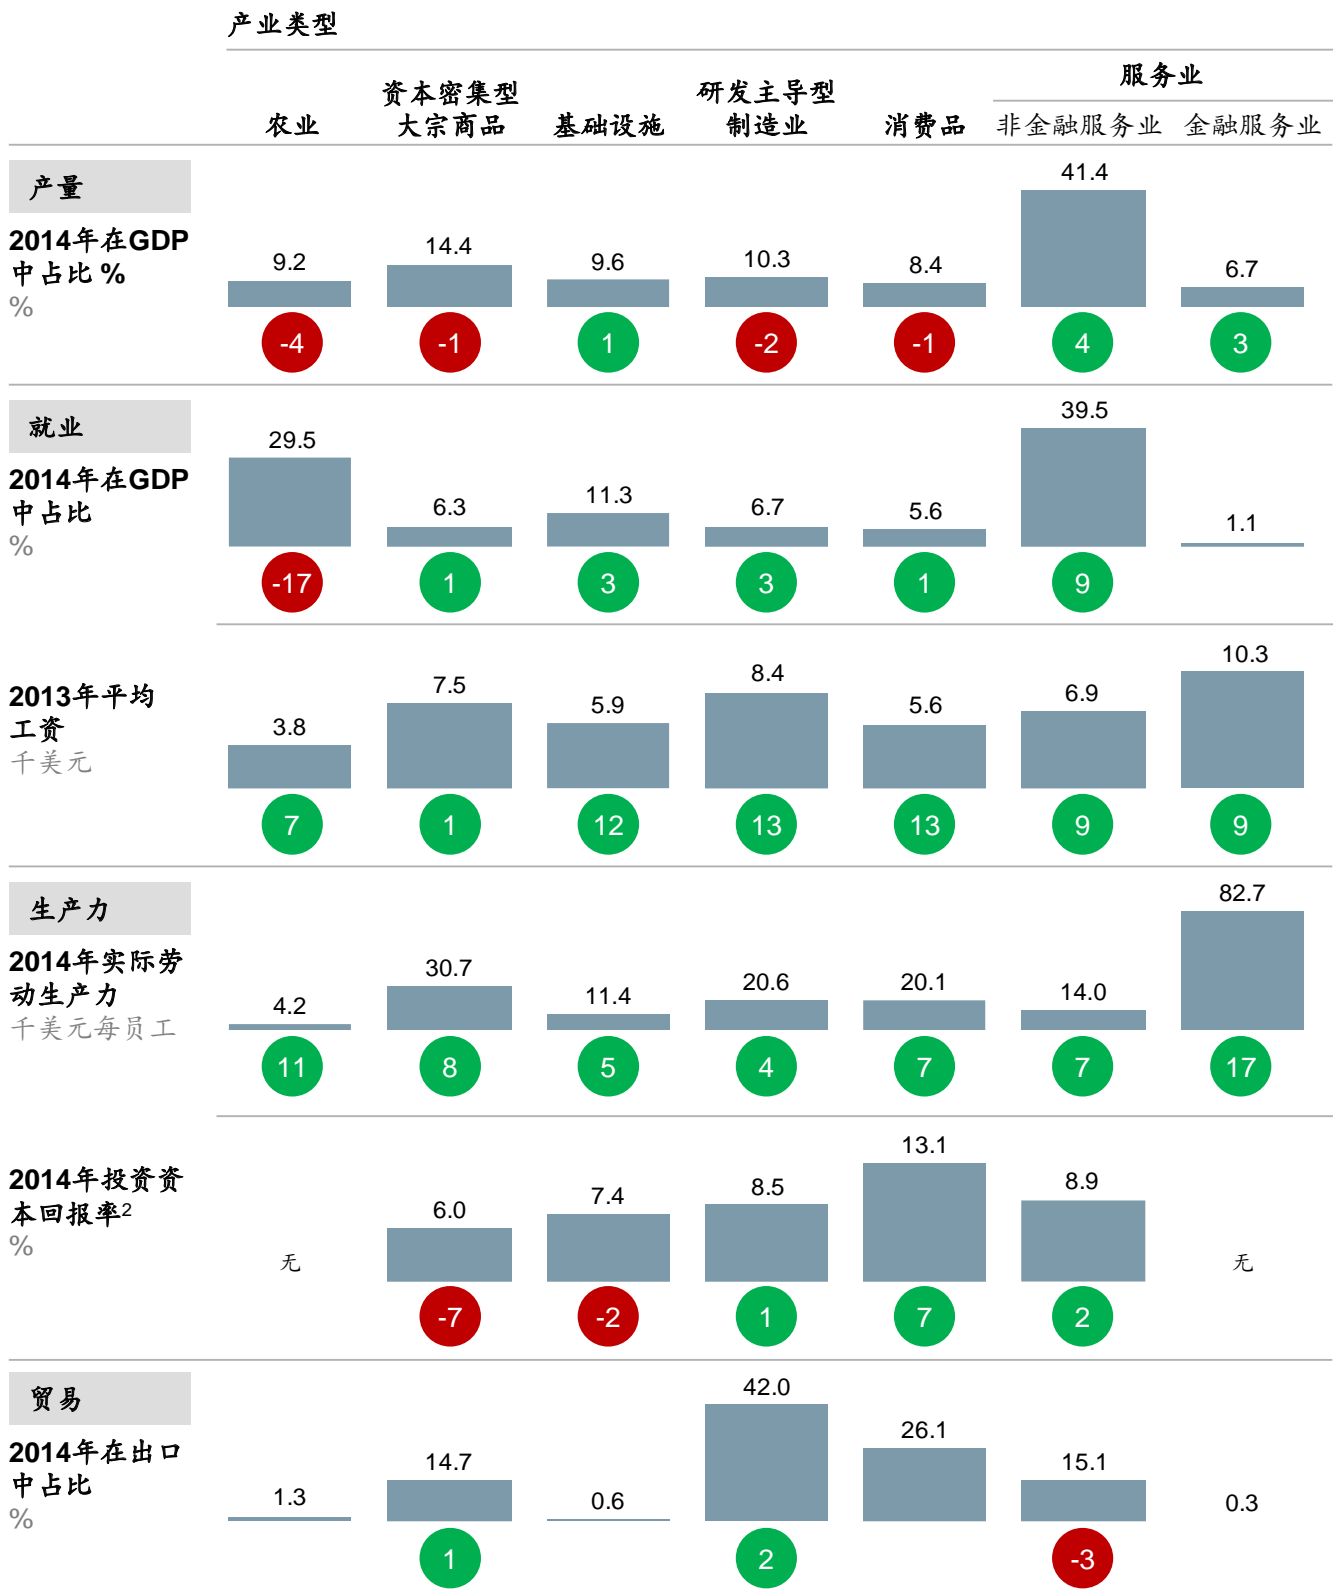 产业类型
服务业
农业
资本密集型
大宗商品
基础设施
研发主导型
制造业
消费品
非金融服务业
金融服务业
产量
2014年在GDP
中占比 %
%
9.2
14.4
9.6
10.3
8.4
41.4
6.7
-4
-1
1
-2
-1
4
3
就业
2014年在GDP
中占比
%
29.5
6.3
11.3
6.7
5.6
39.5
1.1
-17
1
3
3
1
9
2013年平均
工资
千美元
3.8
7.5
5.9
8.4
5.6
6.9
10.3
7
1
12
13
13
9
9
生产力
2014年实际劳
动生产力
千美元每员工
4.2
30.7
11.4
20.6
20.1
14.0
82.7
11
8
5
4
7
7
17
2014年投资资
本回报率2
%
无
6.0
7.4
8.5
13.1
8.9
无
-7
-2
1
7
2
贸易
2014年在出口
中占比
%
1.3
14.7
0.6
42.0
26.1
15.1
0.3
1
2
-3